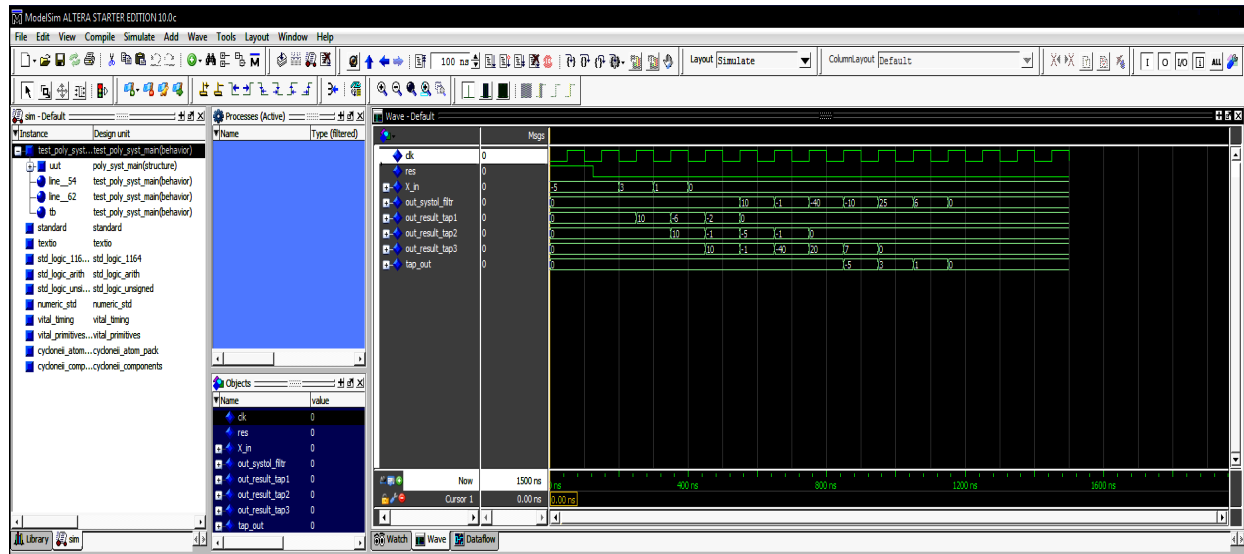 ModelSim ALTERA STARTER EDITION 10.0c
File Edit View Compile Simulate Add Wave Tools Layout Window Help
100 ns
Layout Simulate
ColumnLayout Default
I O I/O ALL
sim - Default
Instance Design unit
test_poly_syst... test_poly_syst_main(behavior)
uut poly_syst_main(structure)
line__54 test_poly_syst_main(behavior)
line__62 test_poly_syst_main(behavior)
tb test_poly_syst_main(behavior)
standard standard
textio textio
std_logic_116... std_logic_1164
std_logic_arith std_logic_arith
std_logic_unsi... std_logic_unsigned
numeric_std numeric_std
vital_timing vital_timing
vital_primitives... vital_primitives
cycloneii_atom... cycloneii_atom_pack
cycloneii_comp... cycloneii_components
Library sim
Processes (Active)
Name Type (filtered)
Objects
Name value
clk 0
res 0
X_in 0
out_systol_filtr 0
out_result_tap1 0
out_result_tap2 0
out_result_tap3 0
tap_out 0
Wave - Default
Msgs
clk 0
res 0
X_in 0 -5 3 1 0
out_systol_filtr 0 0 10 -1 -40 -10 25 6 0
out_result_tap1 0 0 10 -6 -2 0
out_result_tap2 0 0 10 -1 -5 -1 0
out_result_tap3 0 0 10 -1 -40 20 7 0
tap_out 0 0 -5 3 1 0
Now 1500 ns ns 400 ns 800 ns 1200 ns 1600 ns
Cursor 1 0.00 ns 0.00 ns
Watch Wave Dataflow